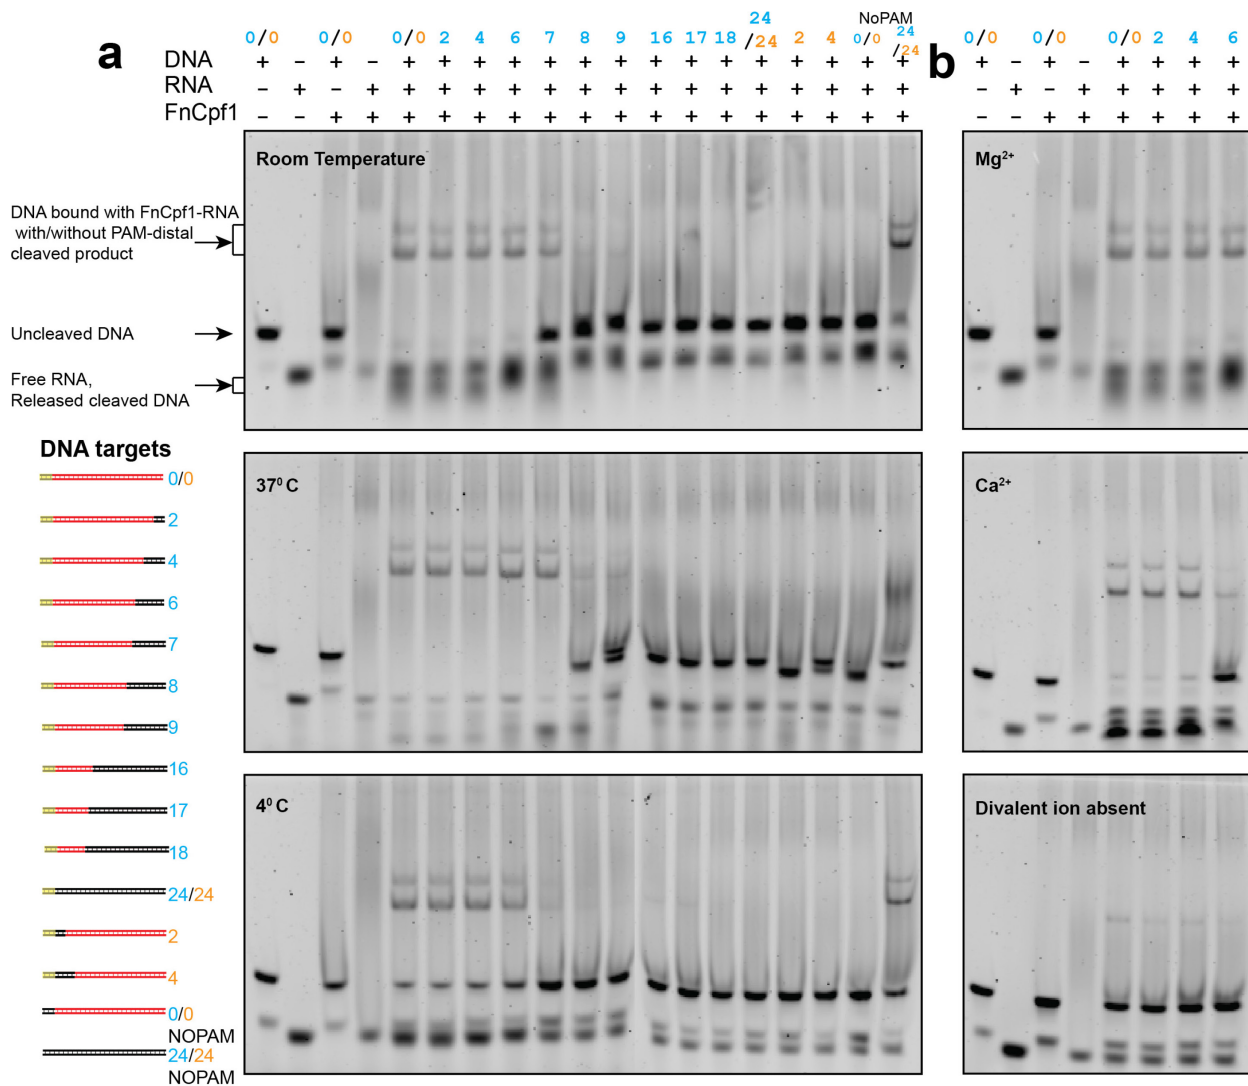 a
0/0 0/0 0/0 2 4 6 7 8 9 16 17 18 24/24 2 4 NoPAM 0/0 24/24
DNA + − + − + + + + + + + + + + + + + +
RNA − + − + + + + + + + + + + + + + + +
FnCpf1 − − + + + + + + + + + + + + + + + +
Room Temperature
DNA bound with FnCpf1-RNA
with/without PAM-distal
cleaved product
Uncleaved DNA
Free RNA,
Released cleaved DNA
37⁰ C
4⁰ C
DNA targets
0/0
2
4
6
7
8
9
16
17
18
24/24
2
4
0/0
NOPAM
24/24
NOPAM
b
0/0 0/0 0/0 2 4 6
+ − + − + + + +
− + − + + + + +
− − + + + + + +
Mg²⁺
Ca²⁺
Divalent ion absent